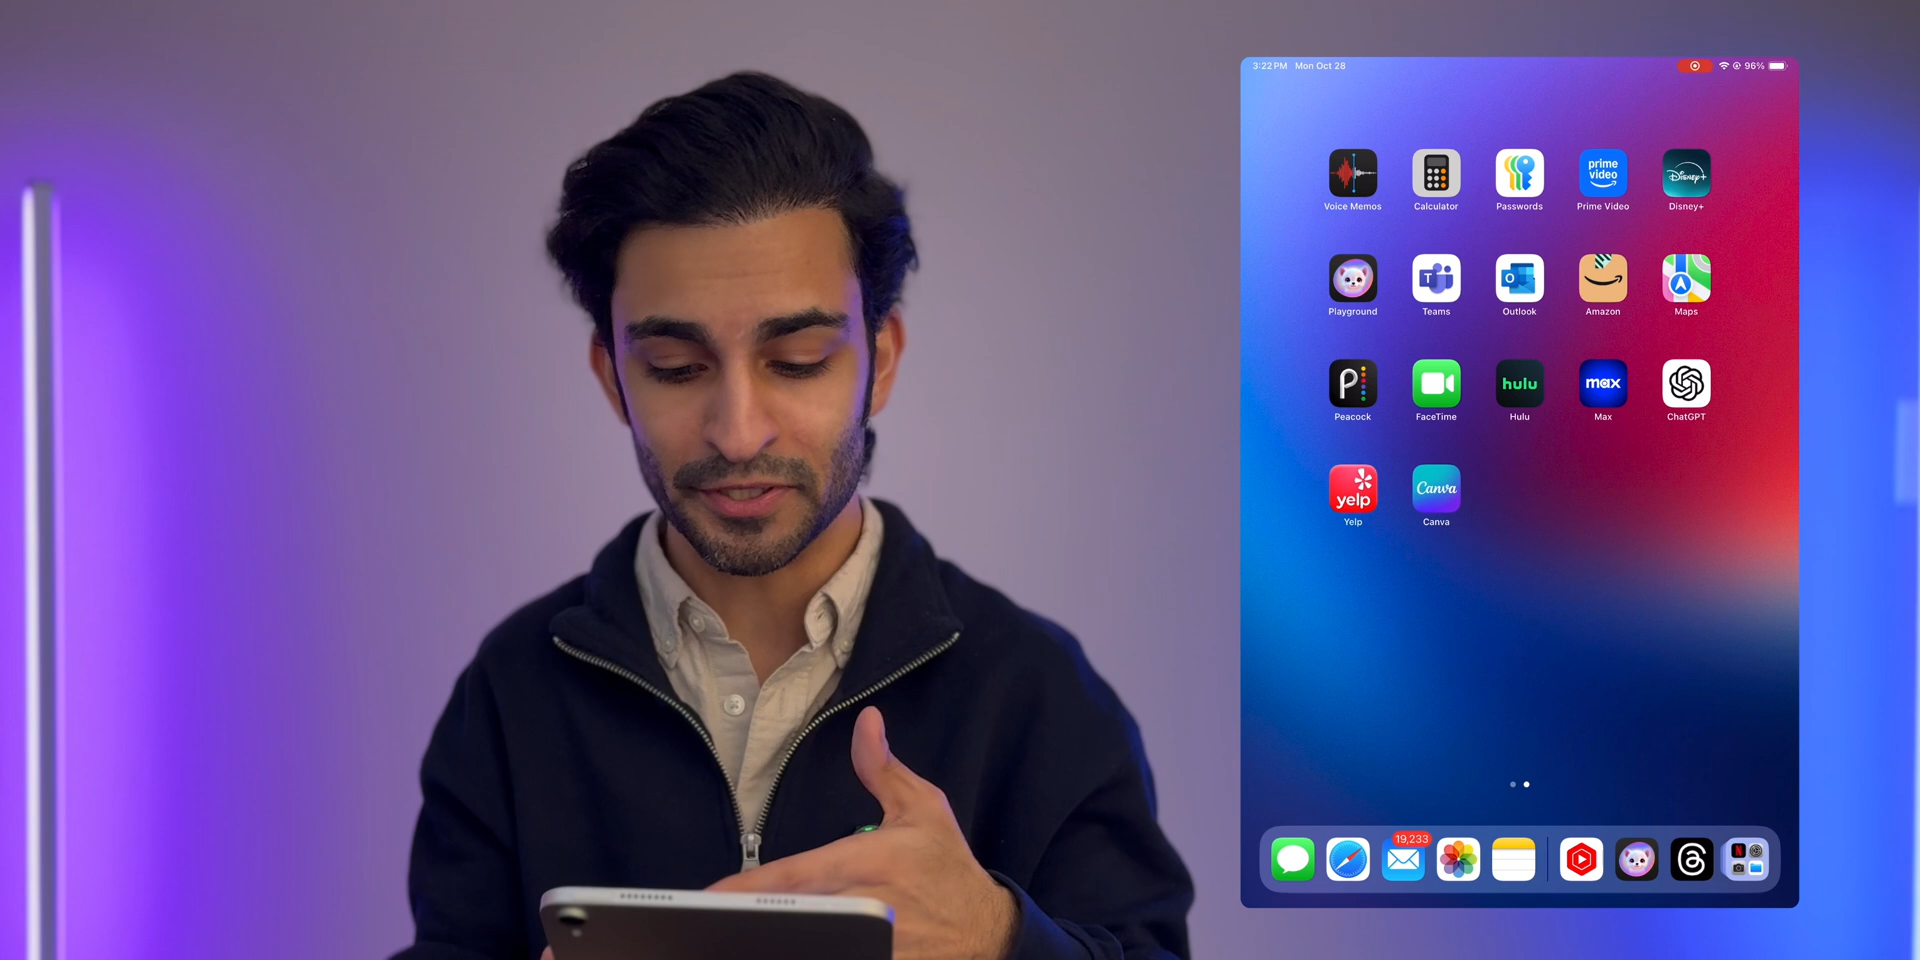 3:22 PM Mon Oct 28
96%
prime
video
Disney+
Voice Memos
Calculator
Passwords
Prime Video
Disney+
T
O
Playground
Teams
Outlook
Amazon
Maps
P
hulu
max
Peacock
FaceTime
Hulu
Max
ChatGPT
yelp
Canva
Yelp
Canva
19,233
N